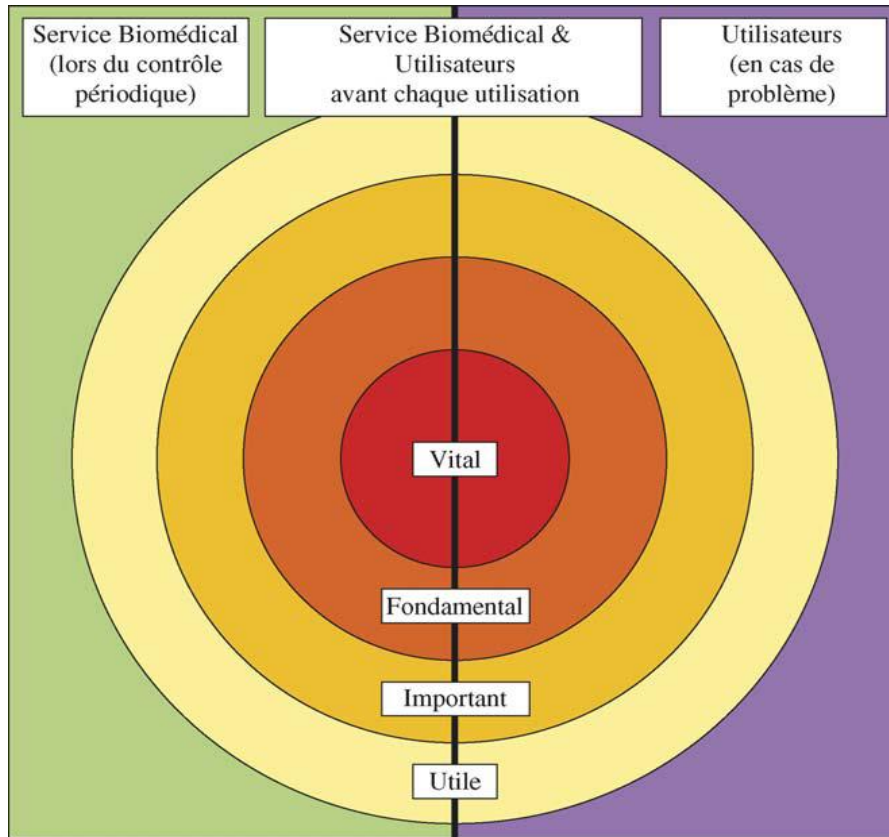 Service Biomédical
(lors du contrôle
périodique)
Service Biomédical &
Utilisateurs
avant chaque utilisation
Utilisateurs
(en cas de
problème)
Vital
Fondamental
Important
Utile